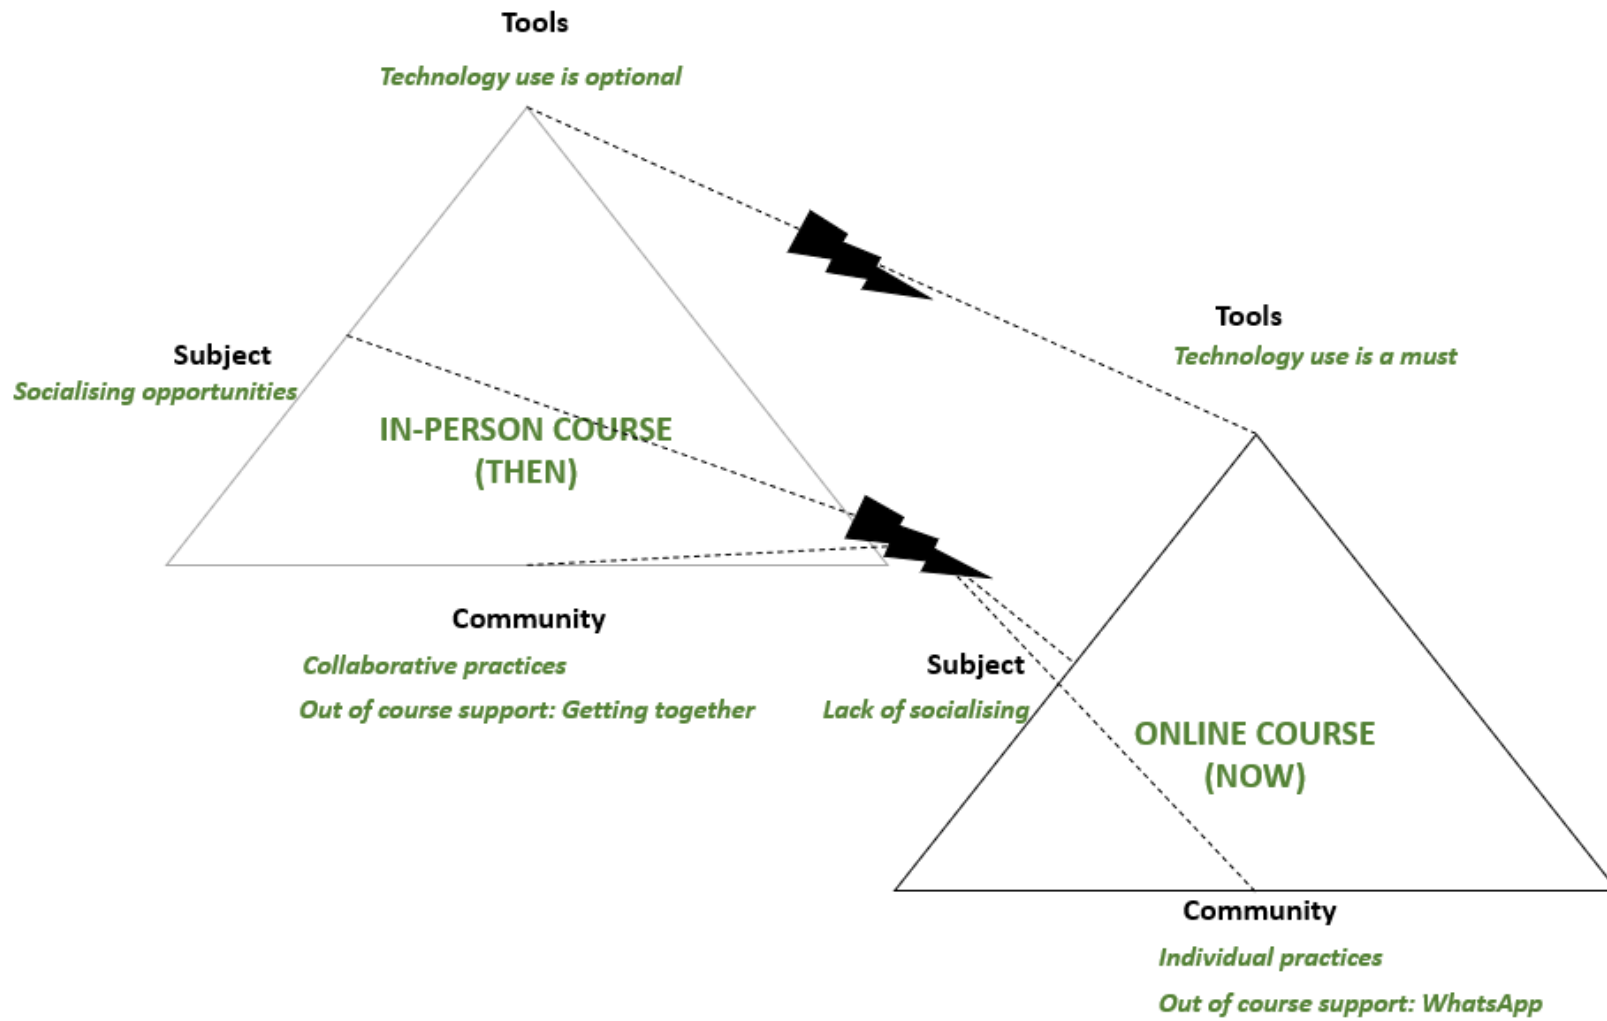 Tools
Technology use is optional
Subject
Socialising opportunities
IN-PERSON COURSE
(THEN)
Community
Collaborative practices
Out of course support: Getting together
Tools
Technology use is a must
Subject
Lack of socialising
ONLINE COURSE
(NOW)
Community
Individual practices
Out of course support: WhatsApp